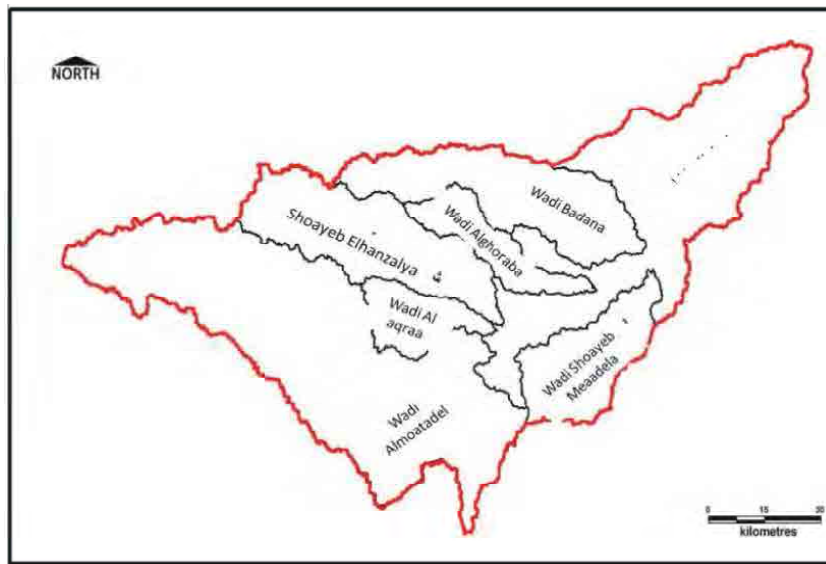 NORTH
Wadi Badana
Shoayeb Elhanzalya
Wadi Alghoraba
Wadi Al
aqraa
Wadi Shoayeb
Meaadela
Wadi
Almoatadel
0 15 30
kilometres